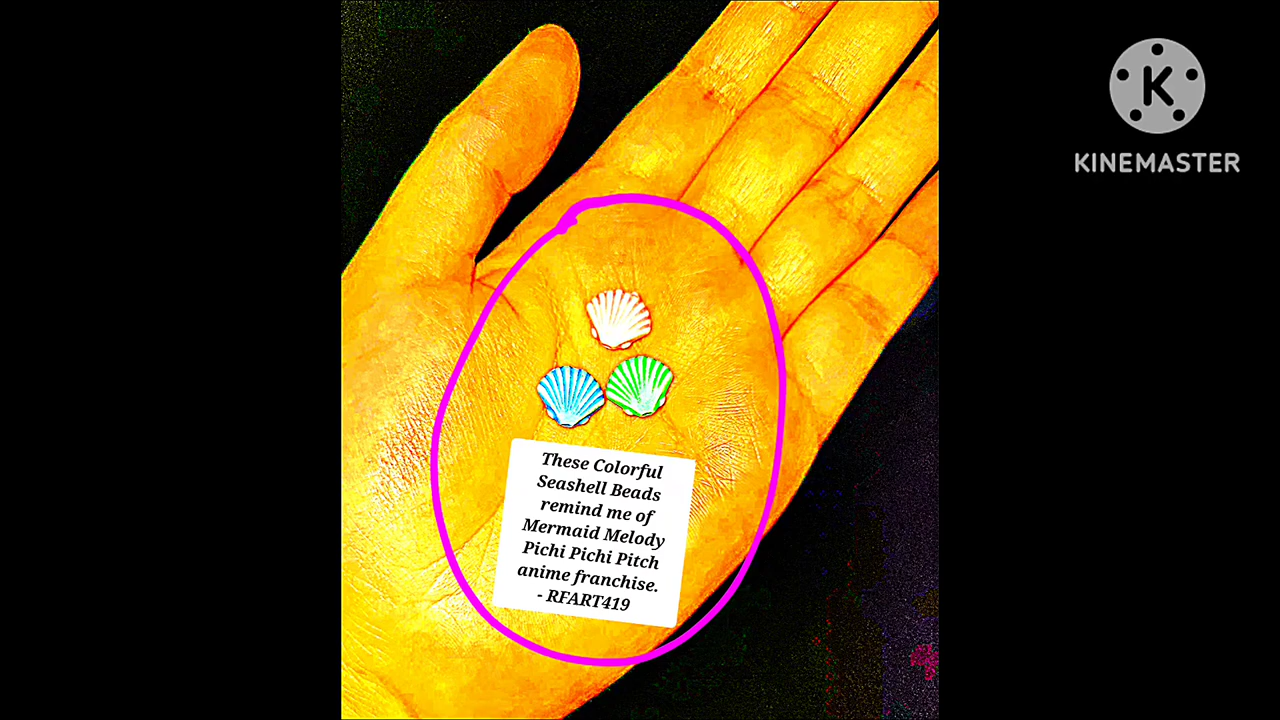 KINEMASTER
These Colorful
Seashell Beads
remind me of
Mermaid Melody
Pichi Pichi Pitch
anime franchise.
- RFART419